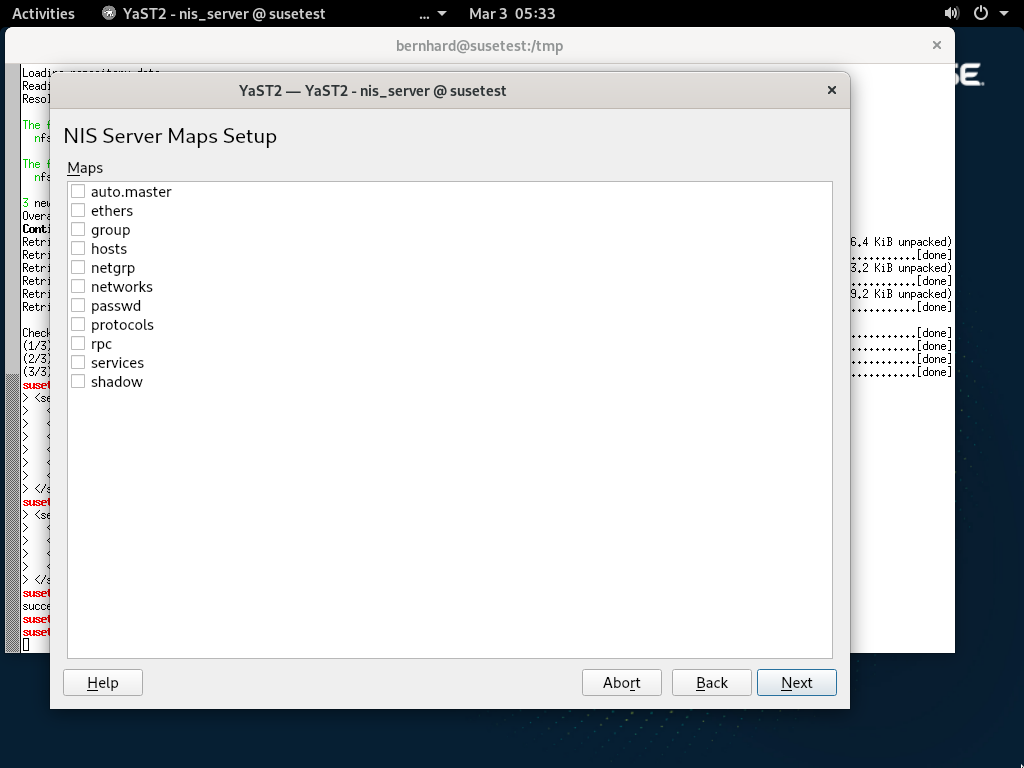 Activities YaST2 - nis_server @ susetest ... Mar 3 05:33
bernhard@susetest:/tmp
SE.
YaST2 — YaST2 - nis_server @ susetest
NIS Server Maps Setup
Maps
auto.master
ethers
group
hosts
netgrp
networks
passwd
protocols
rpc
services
shadow
Help Abort Back Next
Readi
Resol
The f
nfs
The f
nfs
3 new
Overa
Conti
Retri 6.4 KiB unpacked)
Retri ...........[done]
Retri 3.2 KiB unpacked)
Retri ...........[done]
Retri 9.2 KiB unpacked)
Retri ...........[done]
Check ...........[done]
(1/3) ...........[done]
(2/3) ...........[done]
(3/3) ...........[done]
suset
> <se
> <
> <
> <
> <
> <
> <
> </s
suset
> <se
> <
> <
> <
> <
> </s
suset
succe
suset
suset